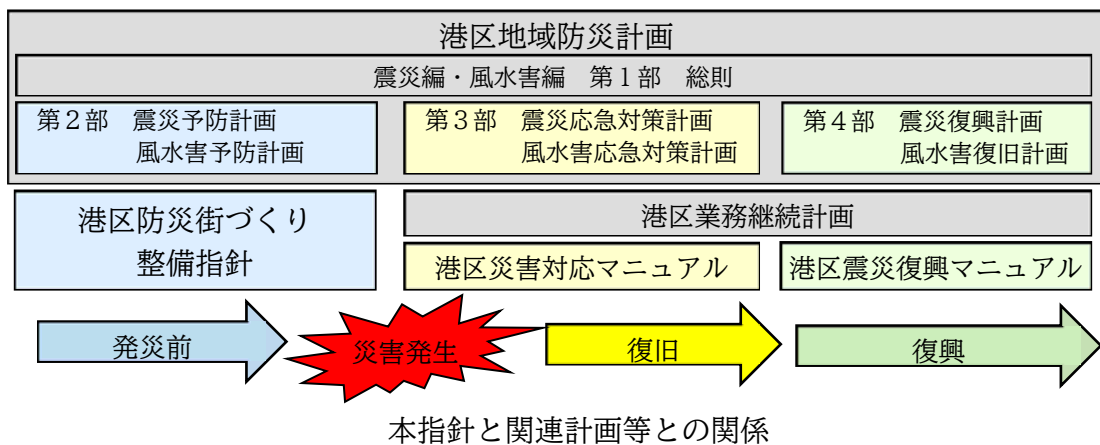 港区地域防災計画
震災編・風水害編　第１部　総則
第２部　震災予防計画
風水害予防計画
第３部　震災応急対策計画
風水害応急対策計画
第４部　震災復興計画
風水害復旧計画
港区防災街づくり
整備指針
港区業務継続計画
港区災害対応マニュアル
港区震災復興マニュアル
発災前
災害発生
復旧
復興
本指針と関連計画等との関係